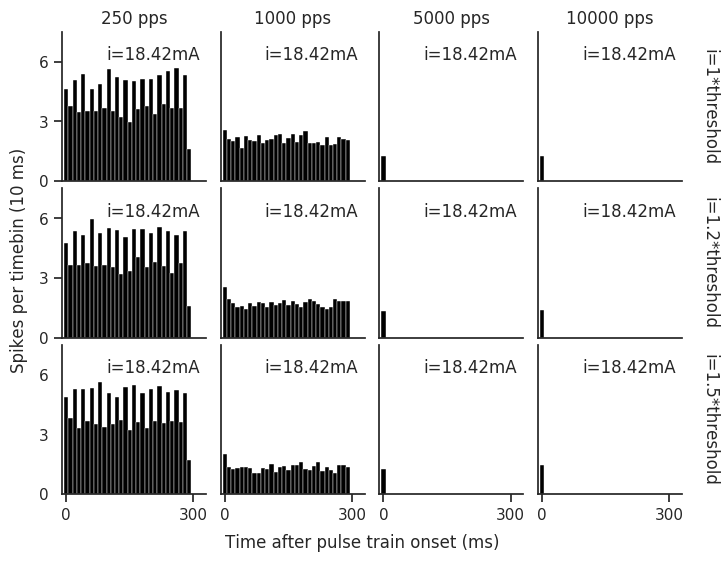 250 pps 1000 pps 5000 pps 10000 pps
i=18.42mA i=18.42mA i=18.42mA i=18.42mA
i=1*threshold
6
3
0
i=18.42mA i=18.42mA i=18.42mA i=18.42mA
i=1.2*threshold
6
3
0
Spikes per timebin (10 ms)
i=18.42mA i=18.42mA i=18.42mA i=18.42mA
i=1.5*threshold
6
3
0
0 300 0 300 0 300 0 300
Time after pulse train onset (ms)